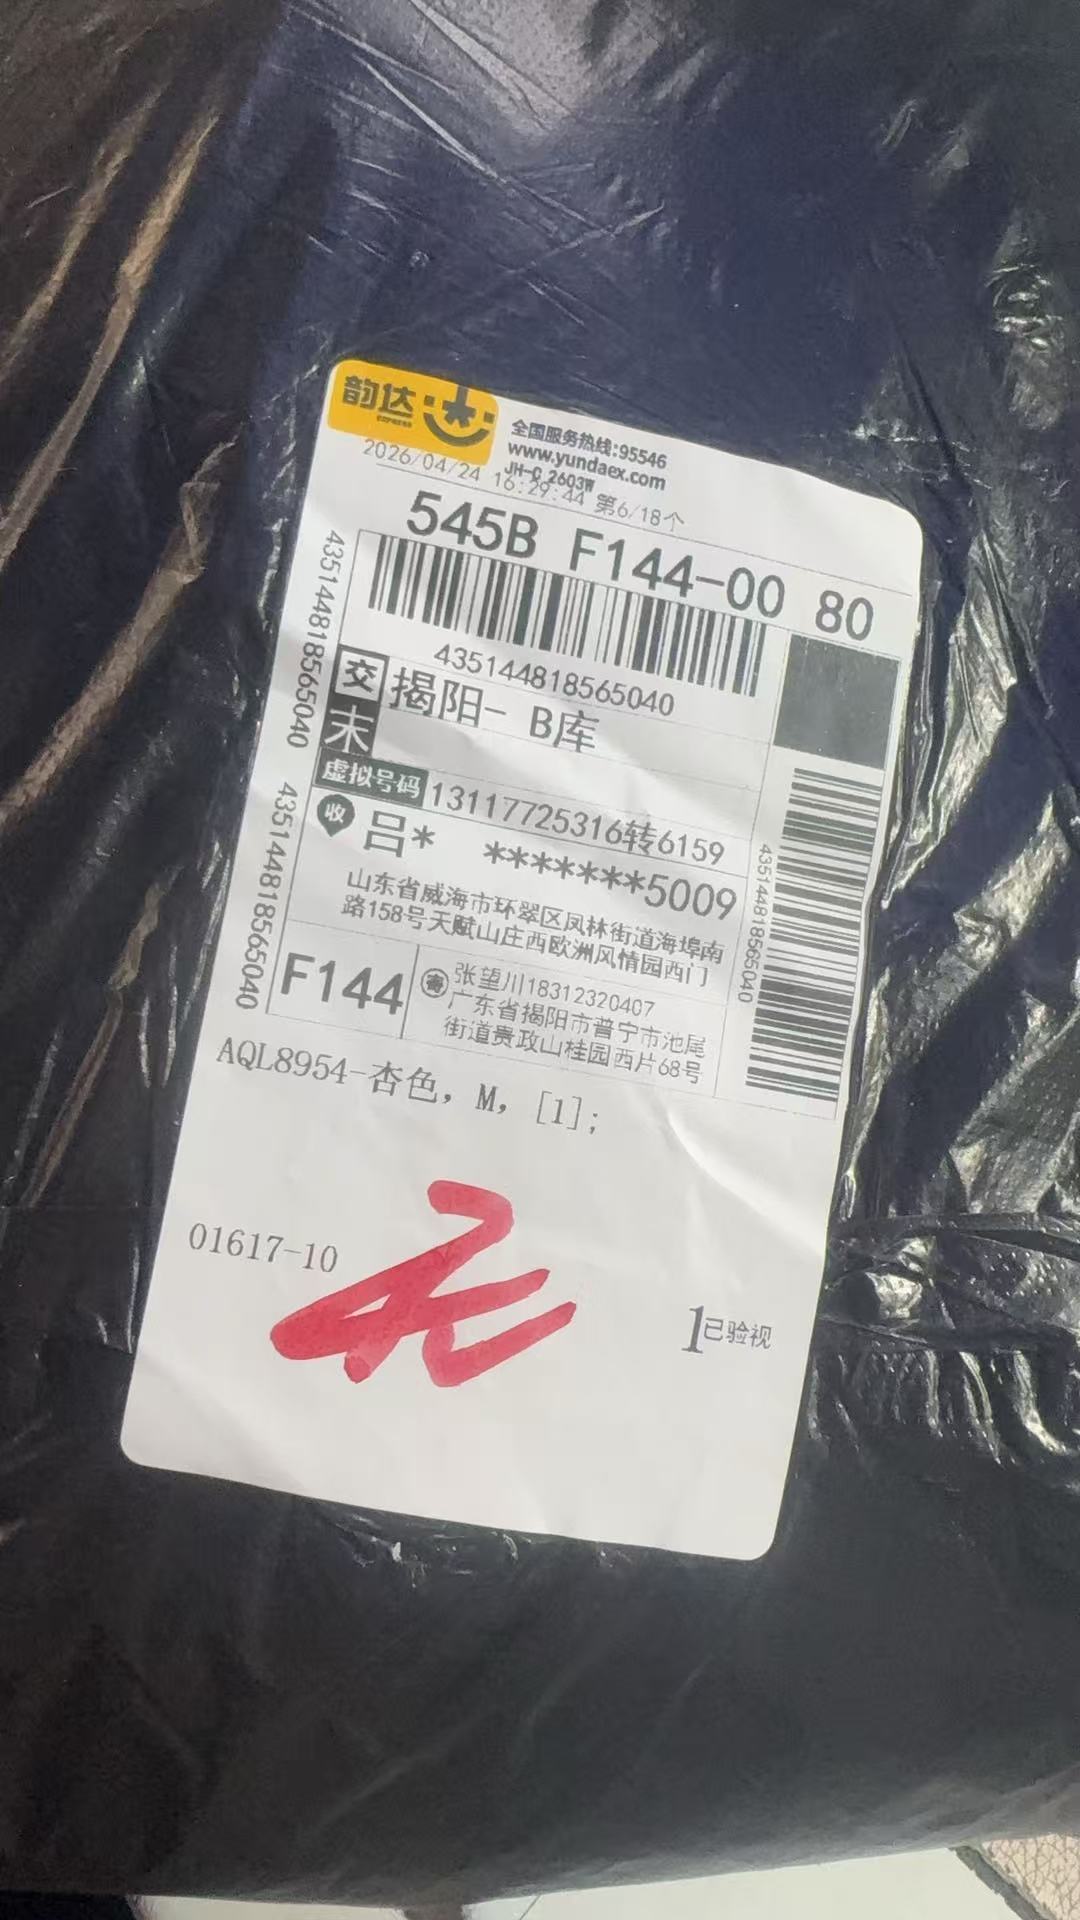 韵达
EXPRESS
全国服务热线:95546
www.yundaex.com
JH-C 2603W
2026/04/24 16:29:44 第6/18个
545B F144-00 80
435144818565040
435144818565040
交 揭阳- B库
末
虚拟号码 13117725316转6159
收 吕* *******5009
山东省威海市环翠区凤林街道海埠南
路158号天赋山庄西欧洲风情园西门
435144818565040
435144818565040
F144
寄 张望川18312320407
广东省揭阳市普宁市池尾
街道贵政山桂园西片68号
AQL8954-杏色, M, [1];
01617-10
1已验视